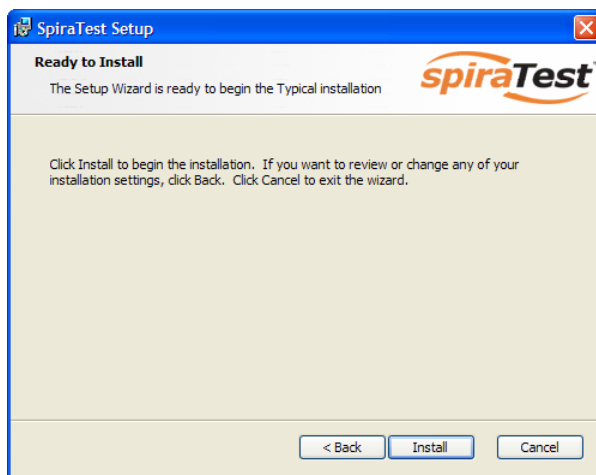 SpiraTest Setup
Ready to Install
The Setup Wizard is ready to begin the Typical installation
spiraTest
Click Install to begin the installation. If you want to review or change any of your
installation settings, click Back. Click Cancel to exit the wizard.
< Back
Install
Cancel